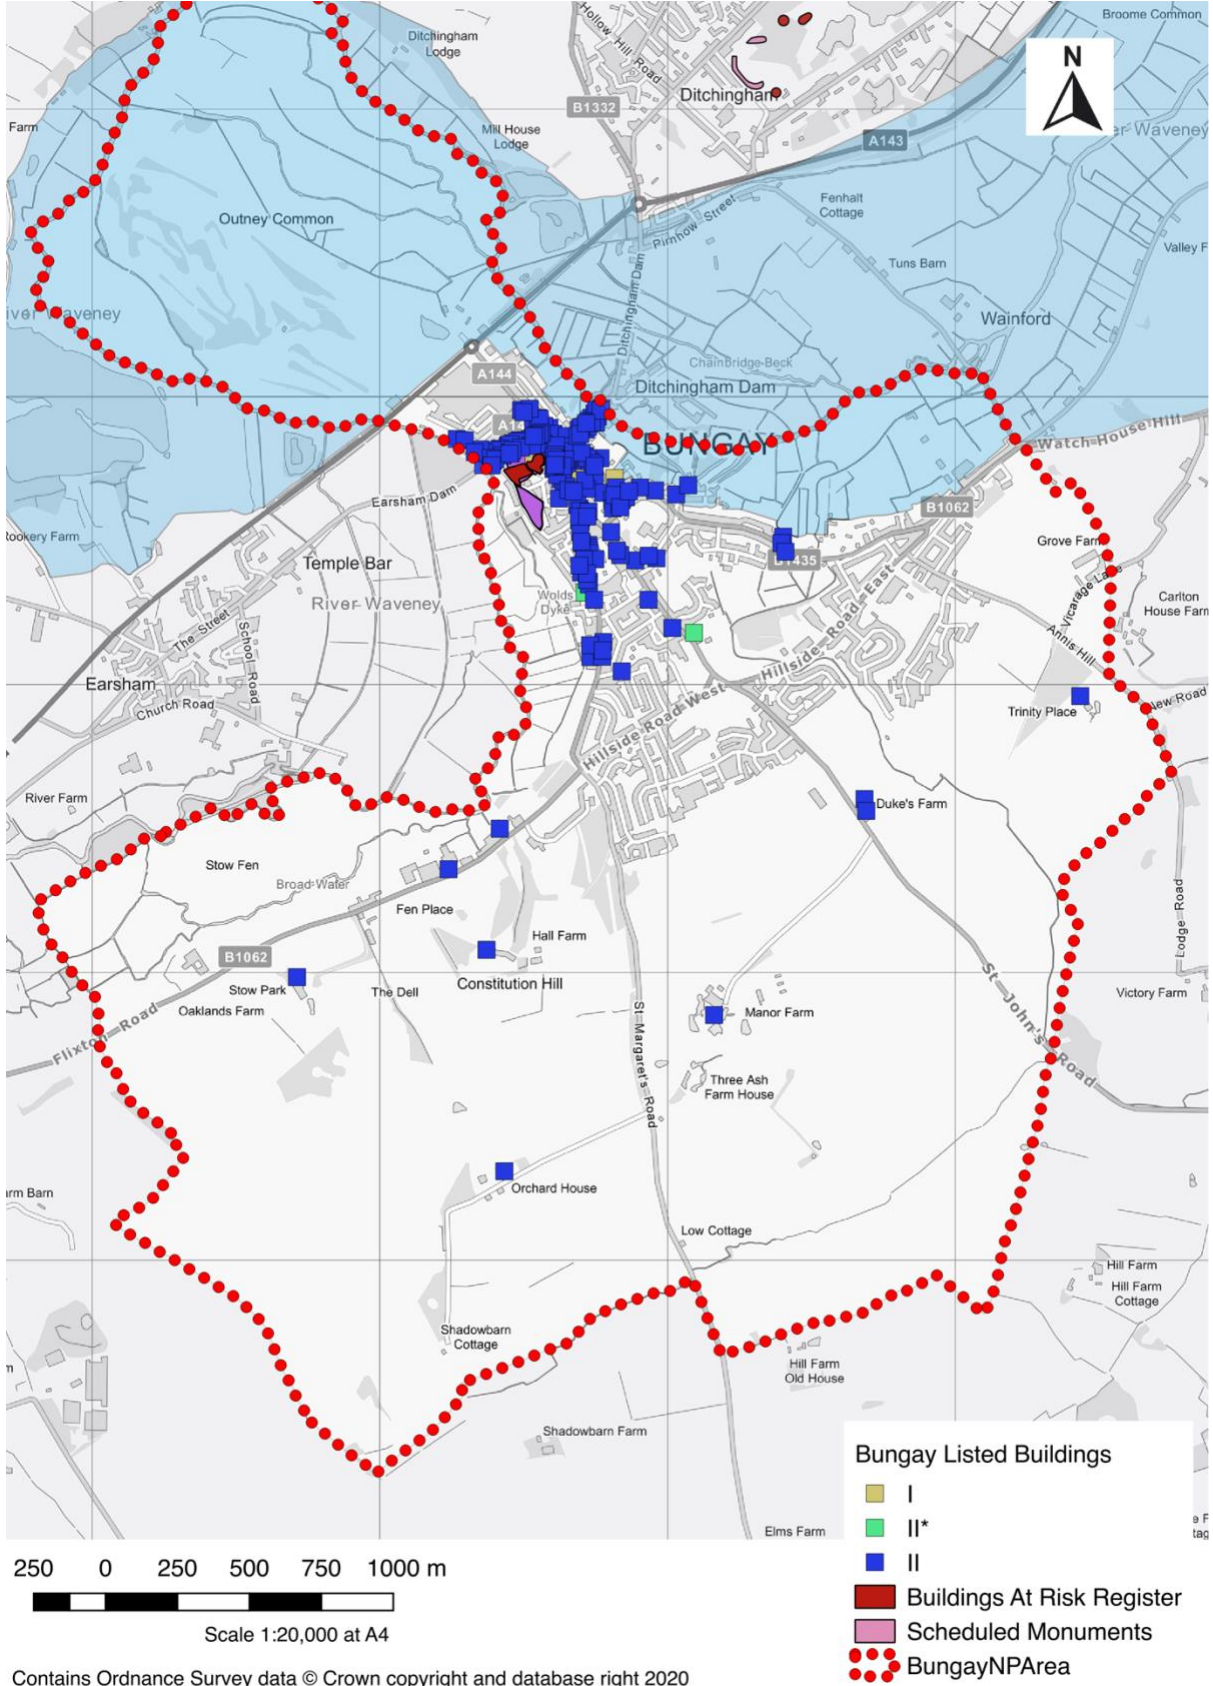 Broome Common
Ditchingham
Lodge
Hollow Hill Road
N
Ditchingham
B1332
Farm
Mill House
Lodge
A143
er Waveney
Fenhalt
Cottage
Outney Common
Pirnhow Street
Valley F
Tuns Barn
Ditchingham Dam
iver Waveney
Wainford
Chainbridge Beck
A144
Ditchingham Dam
A14
BUNGAY
Watch House Hill
Earsham Dam
B1062
Rookery Farm
Grove Farm
Temple Bar
B1435
Vicarage Lane
Wolds
Dyke
Carlton
House Farm
River Waveney
The Street
School Road
Hillside Road East
Annis Hill
Earsham
Church Road
Hillside Road West
Trinity Place
New Road
River Farm
Duke's Farm
Stow Fen
Broad Water
Fen Place
Lodge Road
Hall Farm
B1062
Constitution Hill
Stow Park
The Dell
Oaklands Farm
St. John's Road
Victory Farm
Manor Farm
Flixton Road
St. Margaret's Road
Three Ash
Farm House
arm Barn
Orchard House
Low Cottage
Hill Farm
Hill Farm
Cottage
Shadowbarn
Cottage
Hill Farm
Old House
Shadowbarn Farm
Elms Farm
Bungay Listed Buildings
I
II*
II
Buildings At Risk Register
Scheduled Monuments
BungayNPArea
250 0 250 500 750 1000 m
Scale 1:20,000 at A4
Contains Ordnance Survey data © Crown copyright and database right 2020